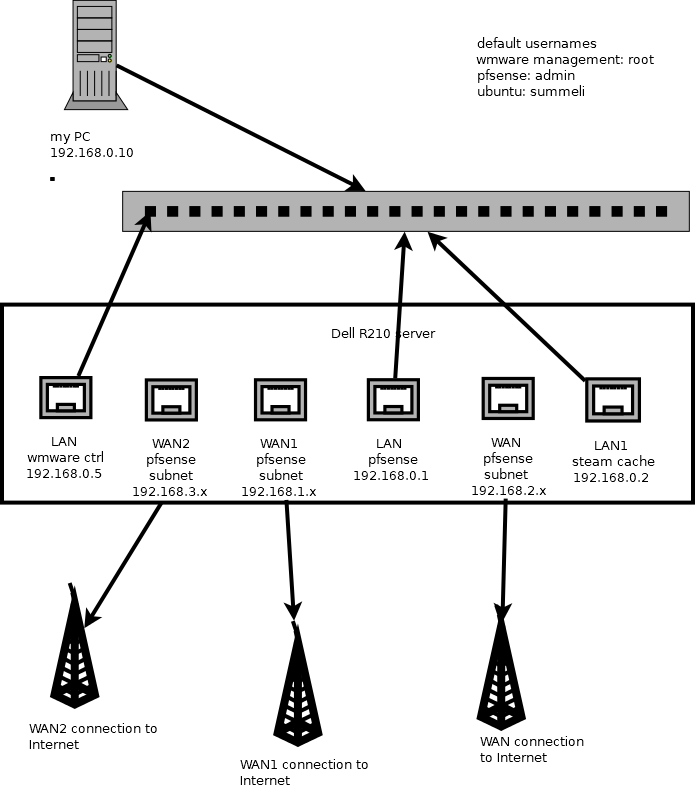 default usernames
wmware management: root
pfsense: admin
ubuntu: summeli
my PC
192.168.0.10
Dell R210 server
LAN
wmware ctrl
192.168.0.5
WAN2
pfsense
subnet
192.168.3.x
WAN1
pfsense
subnet
192.168.1.x
LAN
pfsense
192.168.0.1
WAN
pfsense
subnet
192.168.2.x
LAN1
steam cache
192.168.0.2
WAN2 connection to
Internet
WAN1 connection to
Internet
WAN connection
to Internet